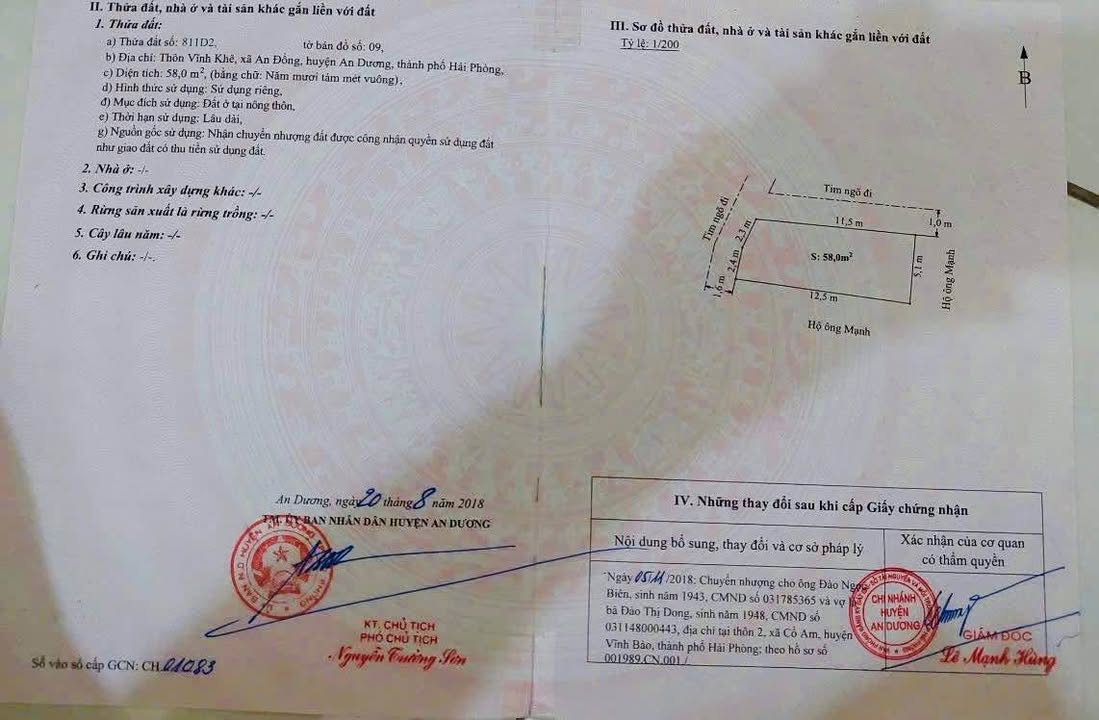 II. Thửa đất, nhà ở và tài sản khác gắn liền với đất
1. Thửa đất:
a) Thửa đất số: 811D2, tờ bản đồ số: 09,
b) Địa chỉ: Thôn Vĩnh Khê, xã An Đồng, huyện An Dương, thành phố Hải Phòng,
c) Diện tích: 58,0 m², (bằng chữ: Năm mươi tám mét vuông),
d) Hình thức sử dụng: Sử dụng riêng,
đ) Mục đích sử dụng: Đất ở tại nông thôn,
e) Thời hạn sử dụng: Lâu dài,
g) Nguồn gốc sử dụng: Nhận chuyển nhượng đất được công nhận quyền sử dụng đất
như giao đất có thu tiền sử dụng đất.
2. Nhà ở: -/-
3. Công trình xây dựng khác: -/-
4. Rừng sản xuất là rừng trồng: -/-
5. Cây lâu năm: -/-
6. Ghi chú: -/-.
An Dương, ngày 20 tháng 8 năm 2018
TM. ỦY BAN NHÂN DÂN HUYỆN AN DƯƠNG
KT. CHỦ TỊCH
PHÓ CHỦ TỊCH
Nguyễn Trường Sơn
Số vào sổ cấp GCN: CH.01083
III. Sơ đồ thửa đất, nhà ở và tài sản khác gắn liền với đất
Tỷ lệ: 1/200
B
Tim ngõ đi
Tim ngõ đi
11,5 m
1,0 m
2,3 m
2,4 m
1,6 m
S: 58,0m²
5,1 m
12,5 m
Hộ ông Mạnh
Hộ ông Mạnh
IV. Những thay đổi sau khi cấp Giấy chứng nhận
Nội dung bổ sung, thay đổi và cơ sở pháp lý
Xác nhận của cơ quan
có thẩm quyền
Ngày 05/11/2018: Chuyển nhượng cho ông Đào Ngọc
Biên, sinh năm 1943, CMND số 031785365 và vợ
bà Đào Thị Dong, sinh năm 1948, CMND số
031148000443, địa chỉ tại thôn 2, xã Cổ Am, huyện
Vĩnh Bảo, thành phố Hải Phòng; theo hồ sơ số
001989.CN.001./
CHI NHÁNH
HUYỆN
AN DƯƠNG
GIÁM ĐỐC
Lê Mạnh Hùng